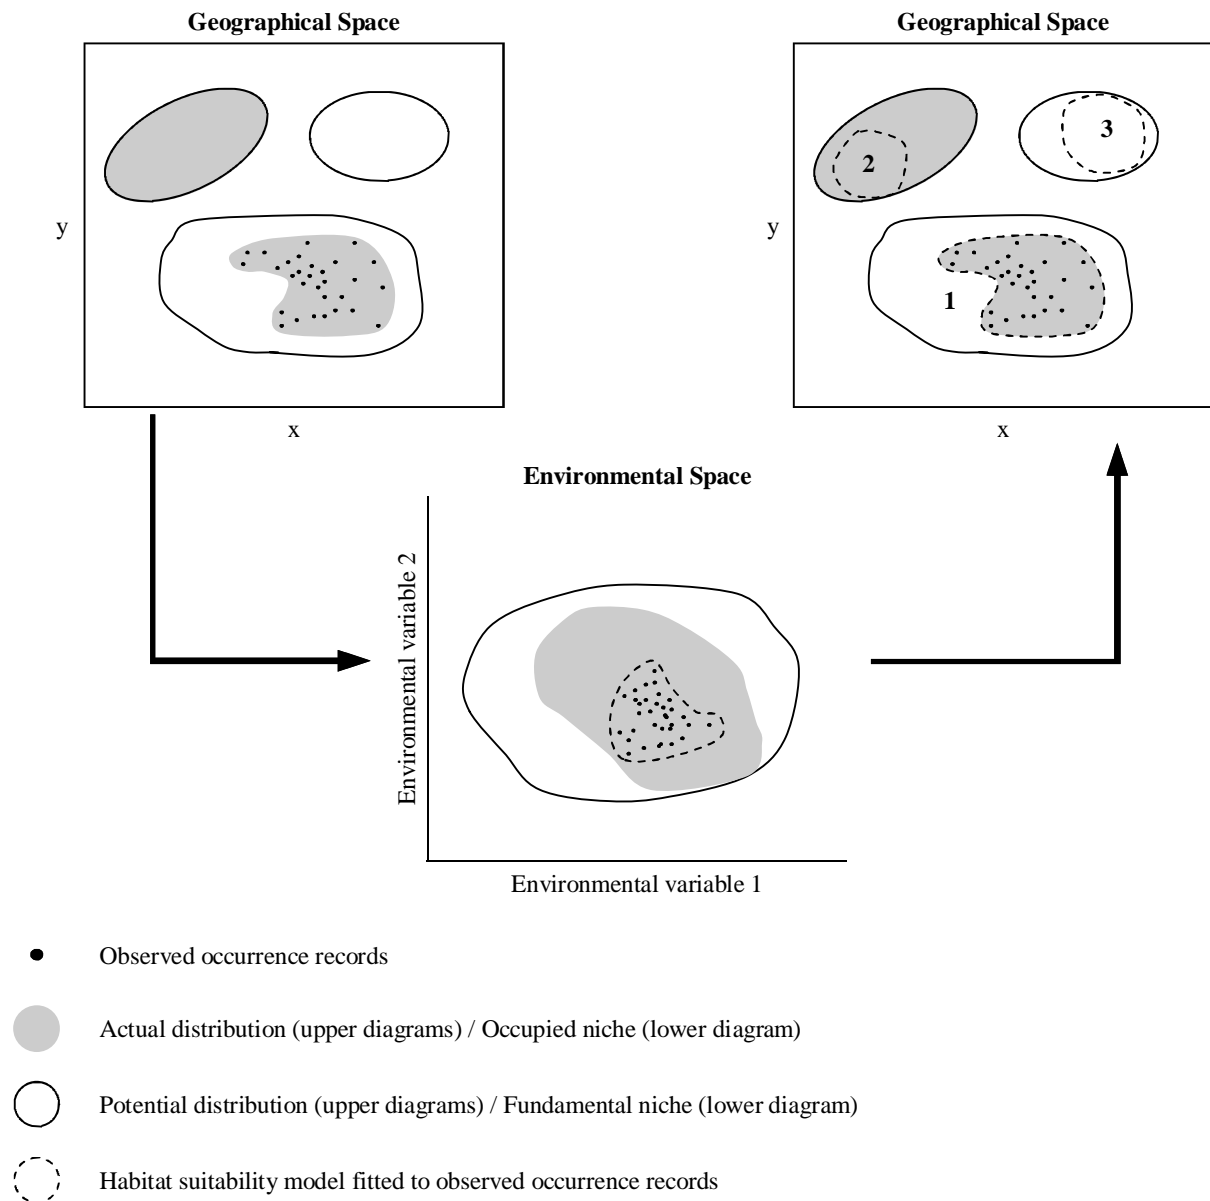 Geographical Space
Geographical Space
y
x
y
2
3
1
x
Environmental Space
Environmental variable 2
Environmental variable 1
Observed occurrence records
Actual distribution (upper diagrams) / Occupied niche (lower diagram)
Potential distribution (upper diagrams) / Fundamental niche (lower diagram)
Habitat suitability model fitted to observed occurrence records